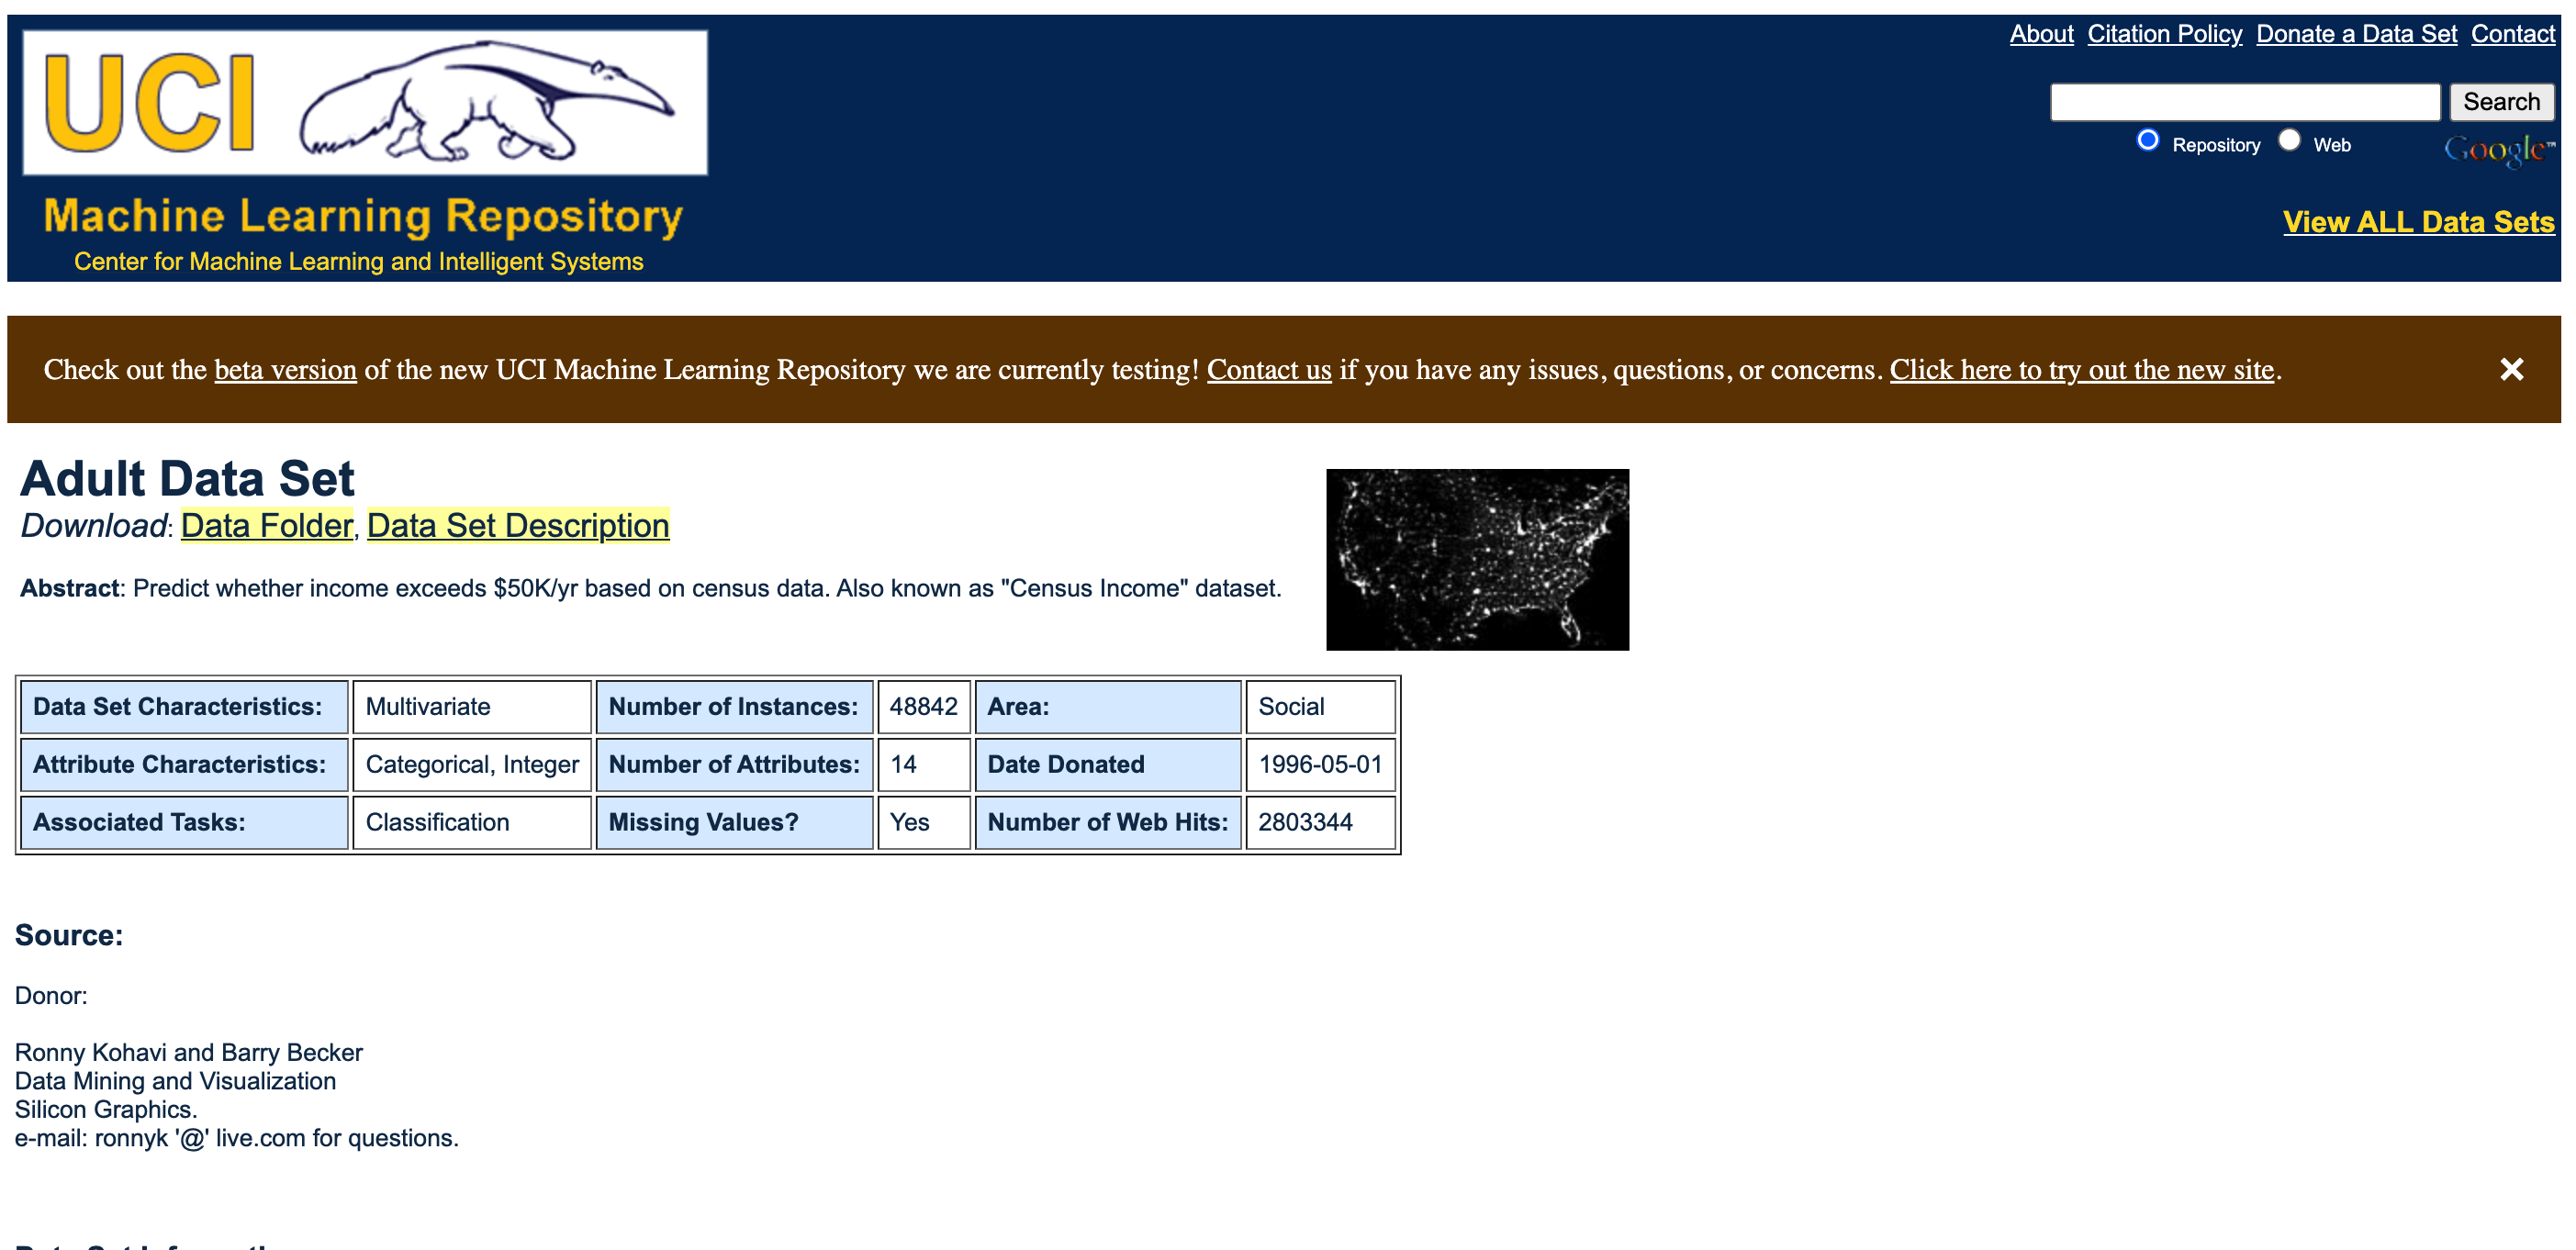 UCI
Machine Learning Repository
Center for Machine Learning and Intelligent Systems
About Citation Policy Donate a Data Set Contact
Search
Repository Web Google™
View ALL Data Sets
Check out the beta version of the new UCI Machine Learning Repository we are currently testing! Contact us if you have any issues, questions, or concerns. Click here to try out the new site. ×
Adult Data Set
Download: Data Folder, Data Set Description
Abstract: Predict whether income exceeds $50K/yr based on census data. Also known as "Census Income" dataset.
Data Set Characteristics: Multivariate Number of Instances: 48842 Area: Social
Attribute Characteristics: Categorical, Integer Number of Attributes: 14 Date Donated 1996-05-01
Associated Tasks: Classification Missing Values? Yes Number of Web Hits: 2803344
Source:
Donor:
Ronny Kohavi and Barry Becker
Data Mining and Visualization
Silicon Graphics.
e-mail: ronnyk '@' live.com for questions.